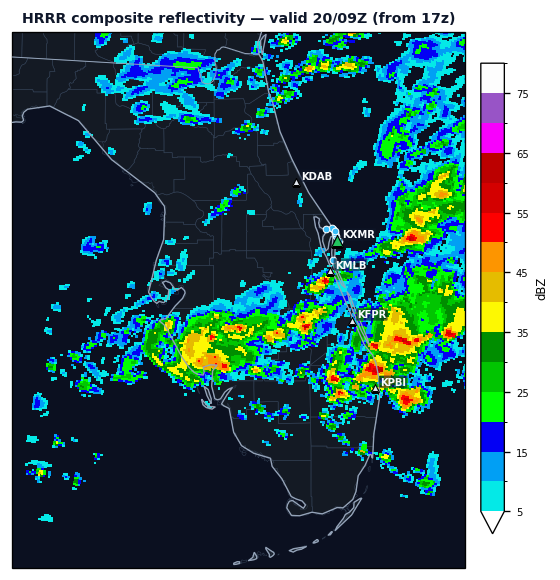 HRRR composite reflectivity — valid 20/09Z (from 17z)
KDAB
KXMR
KMLB
KFPR
KPBI
75
65
55
45
35
25
15
5
dBZ